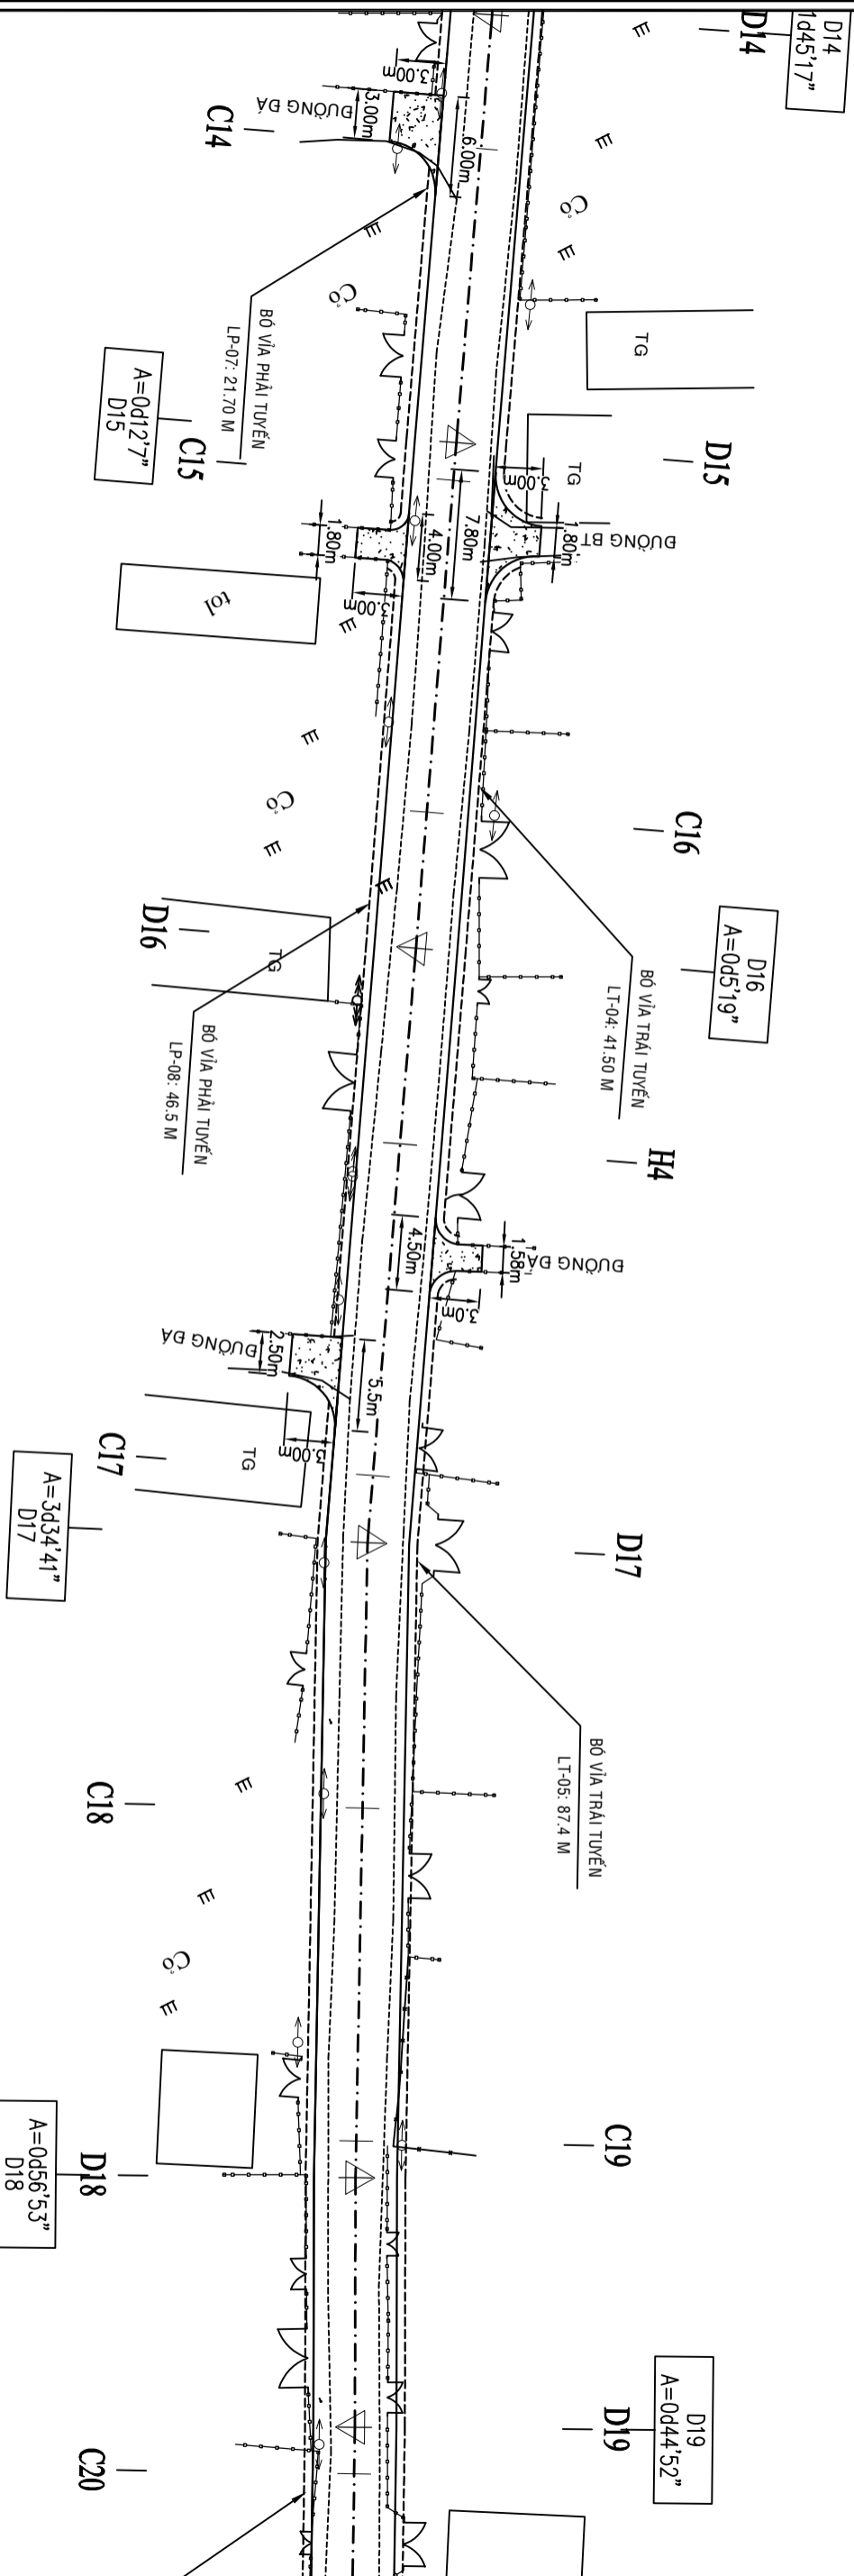 D14
1d45'17"
D14
E
3.00m
3.00m
ĐƯỜNG ĐÁ
C14
6.00m
E
Cỏ
E
E
Cỏ
TG
BÓ VỈA PHẢI TUYẾN
LP-07: 21.70 M
A=0d12'7"
D15
C15
D15
TG
3.00m
7.80m
1.80m
ĐƯỜNG BT
4.00m
1.80m
3.00m
tol
E
E
Cỏ
E
C16
E
D16
TG
D16
A=0d5'19"
BÓ VỈA TRÁI TUYẾN
LT-04: 41.50 M
BÓ VỈA PHẢI TUYẾN
LP-08: 46.5 M
H4
4.50m
1.58m
ĐƯỜNG ĐÁ
3.0m
ĐƯỜNG ĐÁ
2.50m
5.5m
3.00m
TG
C17
A=3d34'41"
D17
D17
BÓ VỈA TRÁI TUYẾN
LT-05: 87.4 M
C18
E
E
Cỏ
E
C19
D18
A=0d56'53"
D18
D19
A=0d44'52"
D19
C20